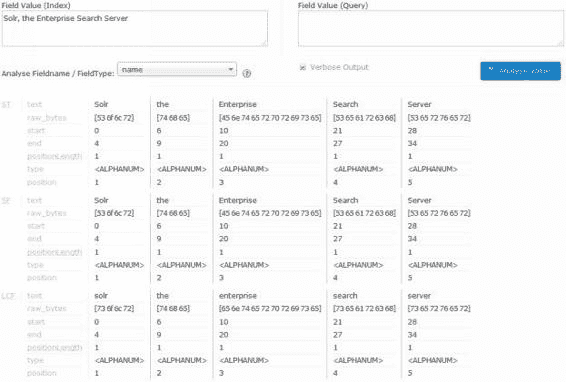 Field Value (Index) Field Value (Query)
Solr, the Enterprise Search Server
Analyse Fieldname / FieldType: name Verbose Output Analyse Values
ST text Solr the Enterprise Search Server
raw_bytes [53 6f 6c 72] [74 68 65] [45 6e 74 65 72 70 72 69 73 65] [53 65 61 72 63 68] [53 65 72 76 65 72]
start 0 6 10 21 28
end 4 9 20 27 34
positionLength 1 1 1 1 1
type <ALPHANUM> <ALPHANUM> <ALPHANUM> <ALPHANUM> <ALPHANUM>
position 1 2 3 4 5
SF text Solr the Enterprise Search Server
raw_bytes [53 6f 6c 72] [74 68 65] [45 6e 74 65 72 70 72 69 73 65] [53 65 61 72 63 68] [53 65 72 76 65 72]
start 0 6 10 21 28
end 4 9 20 27 34
positionLength 1 1 1 1 1
type <ALPHANUM> <ALPHANUM> <ALPHANUM> <ALPHANUM> <ALPHANUM>
position 1 2 3 4 5
LCF text solr the enterprise search server
raw_bytes [73 6f 6c 72] [74 68 65] [65 6e 74 65 72 70 72 69 73 65] [73 65 61 72 63 68] [73 65 72 76 65 72]
start 0 6 10 21 28
end 4 9 20 27 34
positionLength 1 1 1 1 1
type <ALPHANUM> <ALPHANUM> <ALPHANUM> <ALPHANUM> <ALPHANUM>
position 1 2 3 4 5